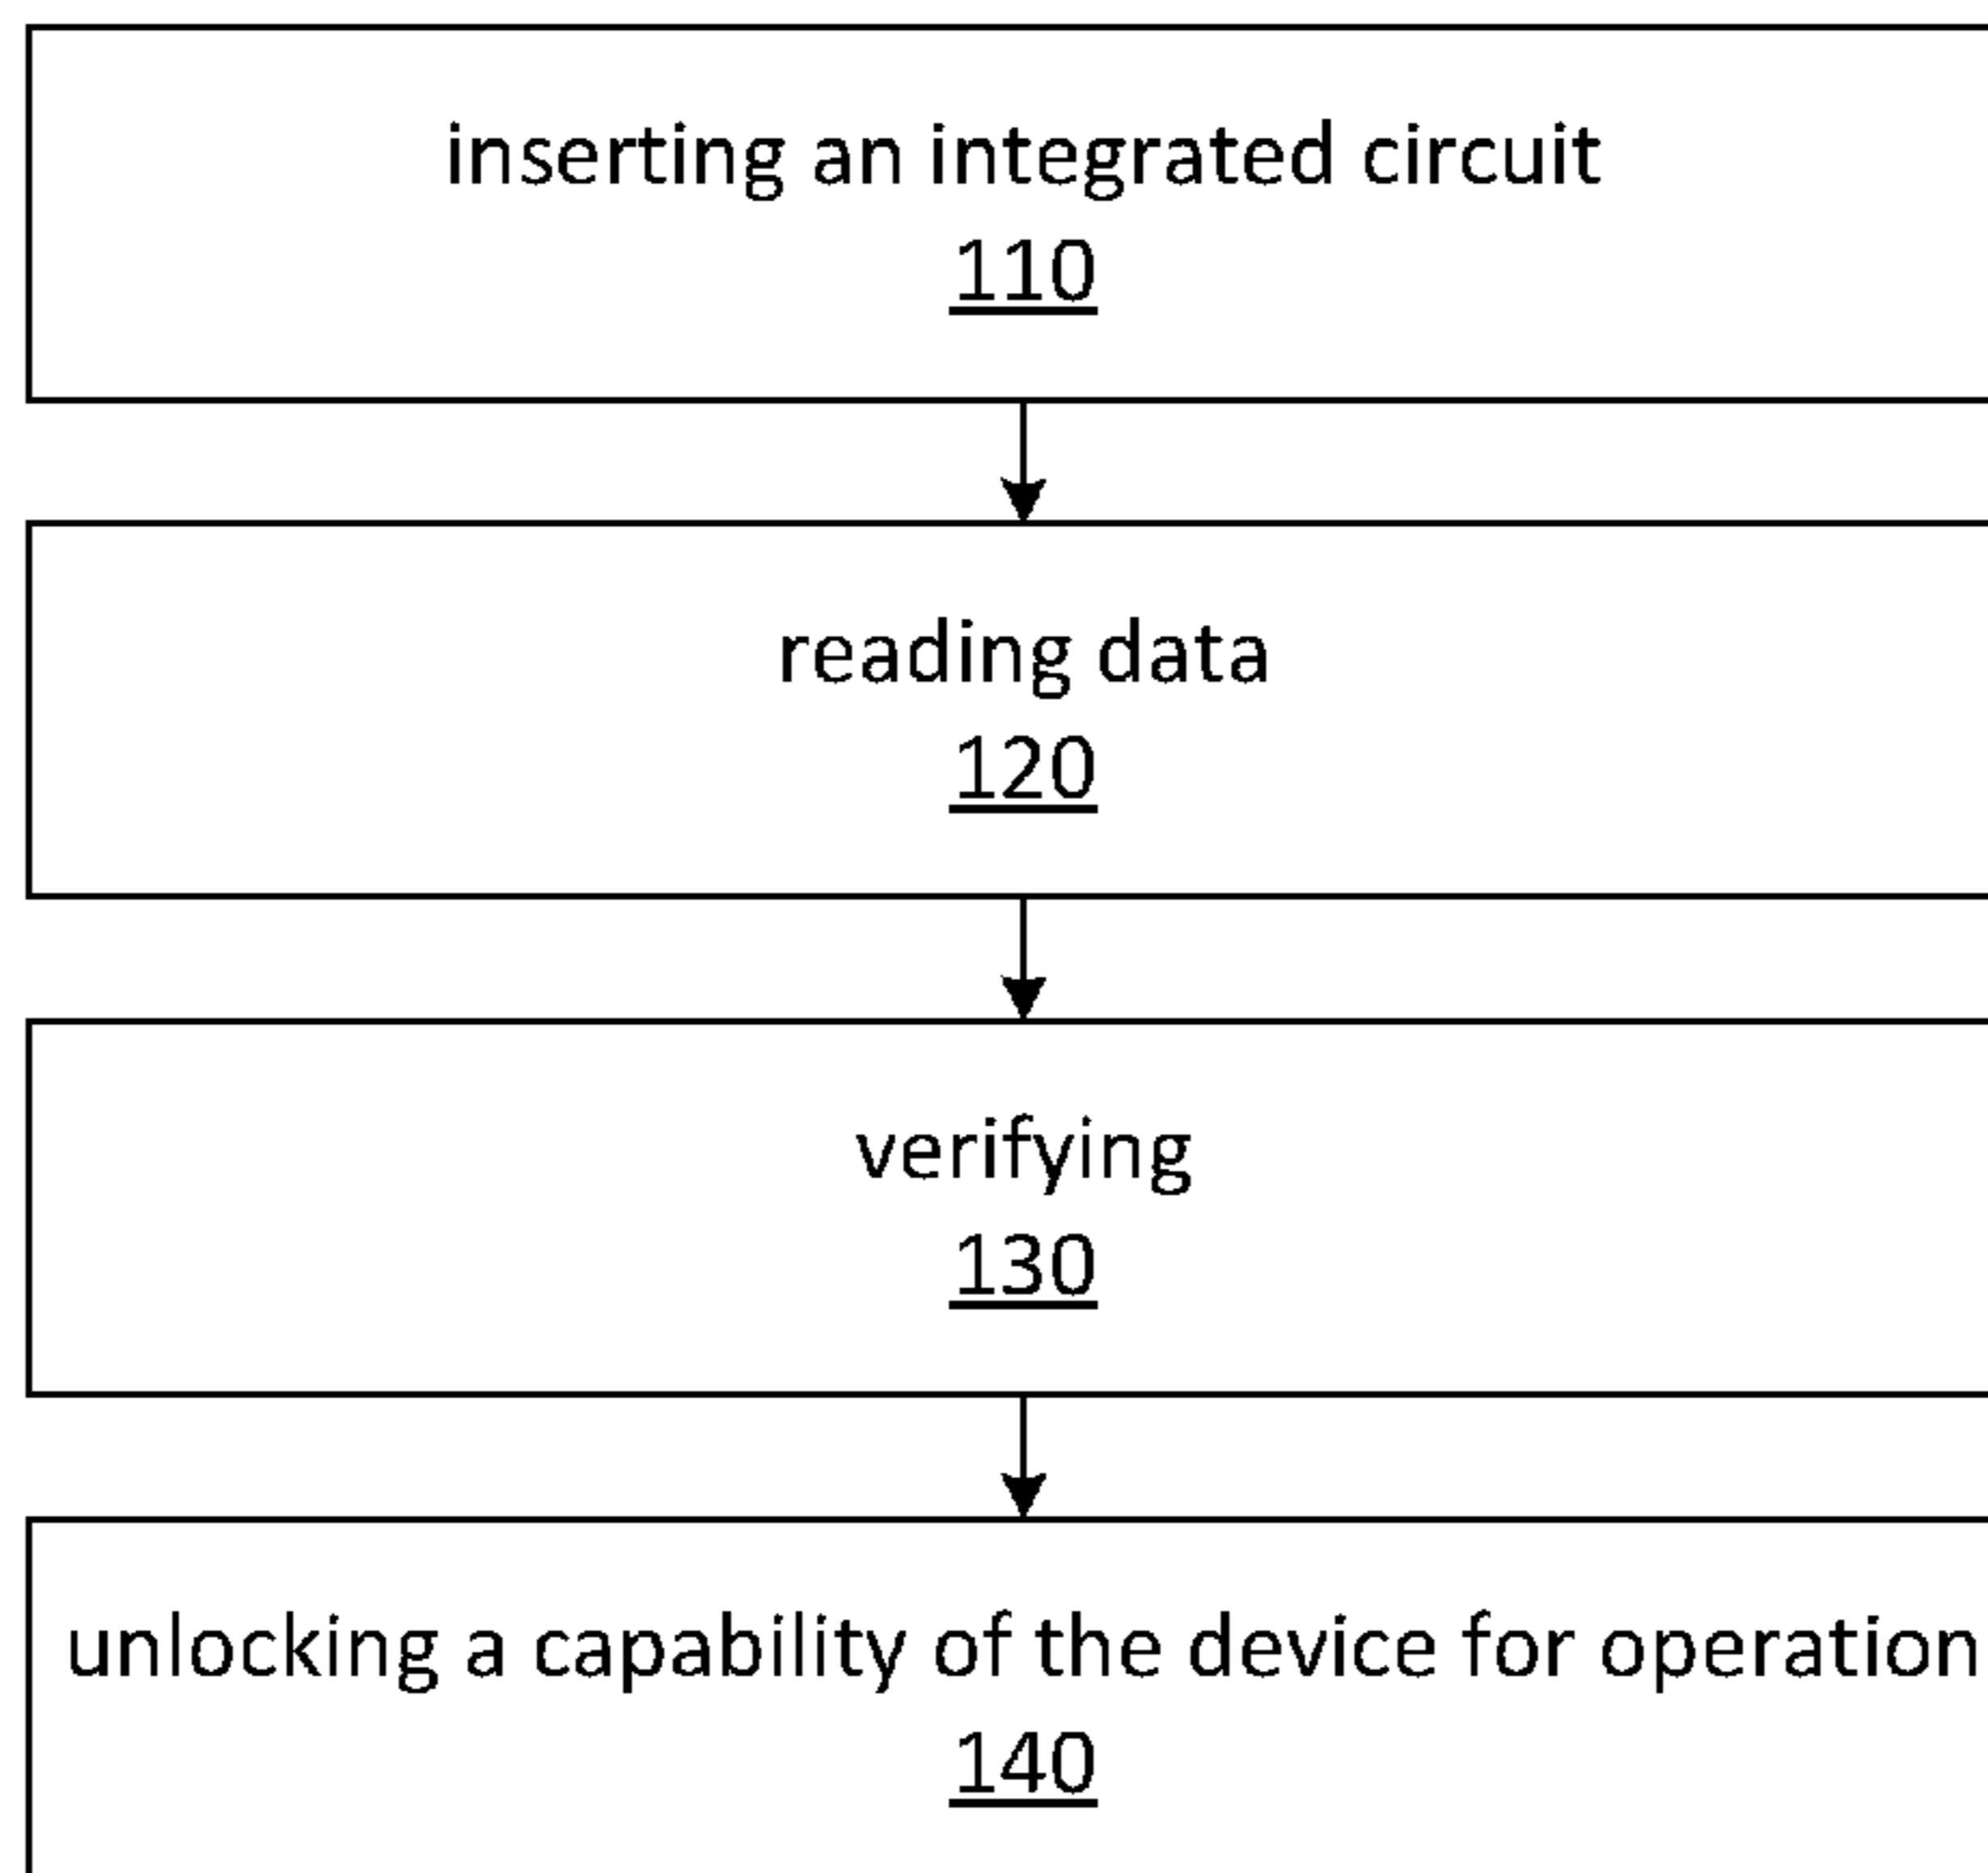 inserting an integrated circuit
110
reading data
120
verifying
130
unlocking a capability of the device for operation
140